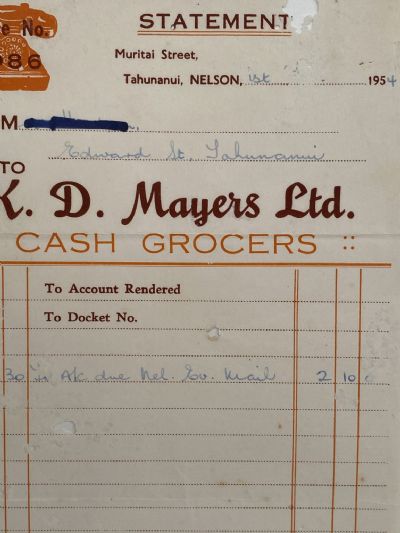 e No.
986
STATEMENT
Muritai Street,
Tahunanui, NELSON, 1st 1954
M
Edward St. Tahunanui
TO
K. D. Mayers Ltd.
CASH GROCERS ::
To Account Rendered
To Docket No.
30 A/c due Nel. Ev. Mail 2 10